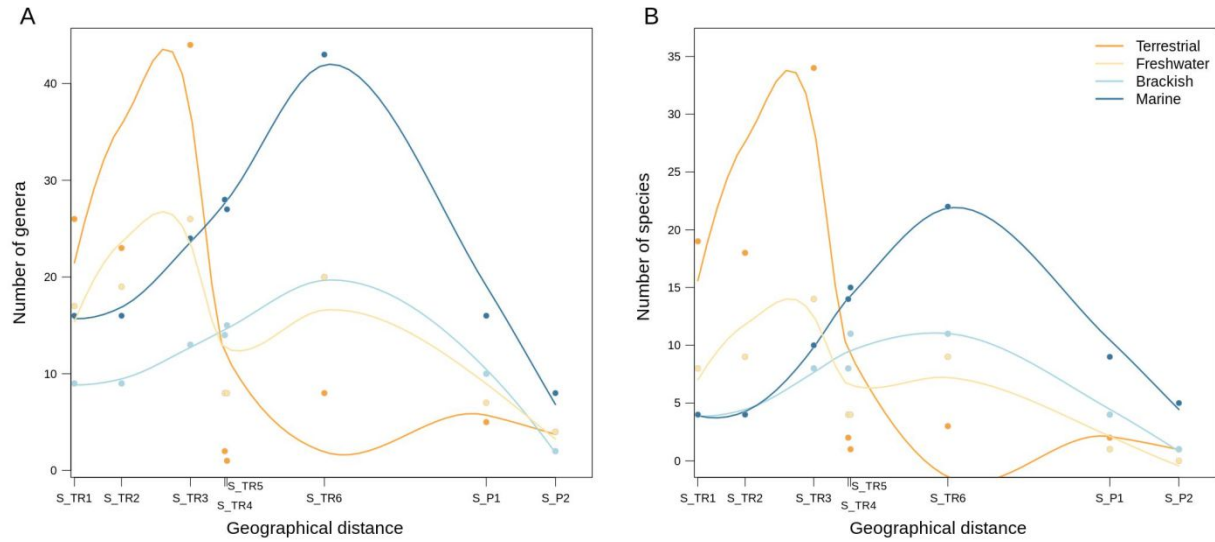 A
Number of genera
40
30
20
10
0
S_TR1
S_TR2
S_TR3
S_TR5
S_TR4
S_TR6
S_P1
S_P2
Geographical distance
B
Number of species
35
30
25
20
15
10
5
0
Terrestrial
Freshwater
Brackish
Marine
S_TR1
S_TR2
S_TR3
S_TR5
S_TR4
S_TR6
S_P1
S_P2
Geographical distance